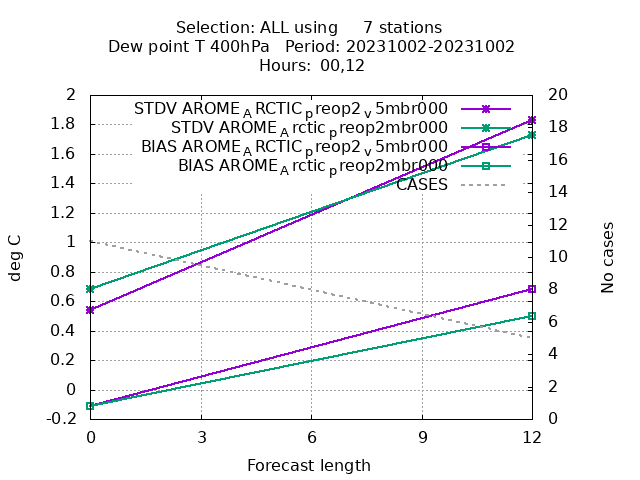 Selection: ALL using     7 stations
Dew point T 400hPa   Period: 20231002-20231002
Hours:  00,12
STDV AROME_ARCTIC_preop2_v5mbr000
STDV AROME_Arctic_preop2mbr000
BIAS AROME_ARCTIC_preop2_v5mbr000
BIAS AROME_Arctic_preop2mbr000
CASES
2
1.8
1.6
1.4
1.2
1
0.8
0.6
0.4
0.2
0
-0.2
20
18
16
14
12
10
8
6
4
2
0
0 3 6 9 12
deg C
No cases
Forecast length